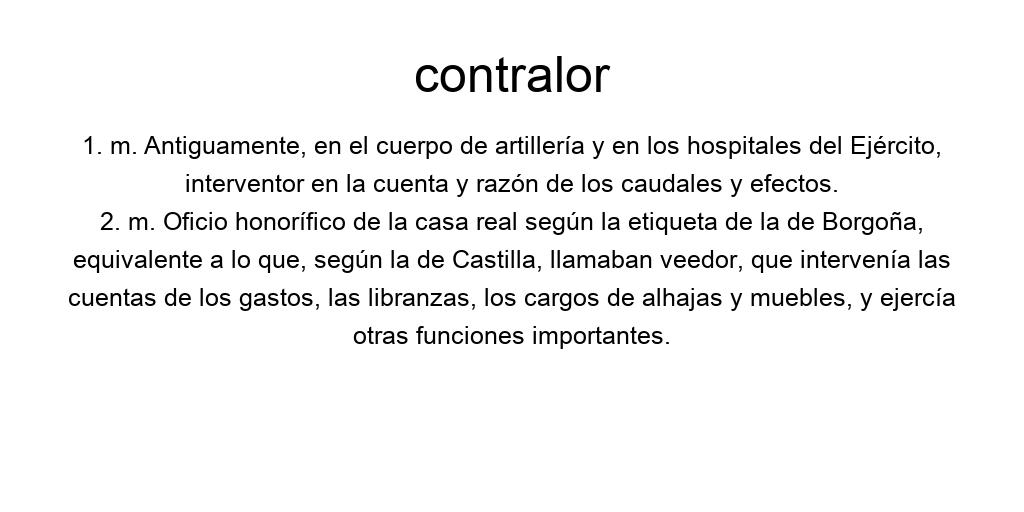 contralor
1. m. Antiguamente, en el cuerpo de artillería y en los hospitales del Ejército,
interventor en la cuenta y razón de los caudales y efectos.
2. m. Oficio honorífico de la casa real según la etiqueta de la de Borgoña,
equivalente a lo que, según la de Castilla, llamaban veedor, que intervenía las
cuentas de los gastos, las libranzas, los cargos de alhajas y muebles, y ejercía
otras funciones importantes.